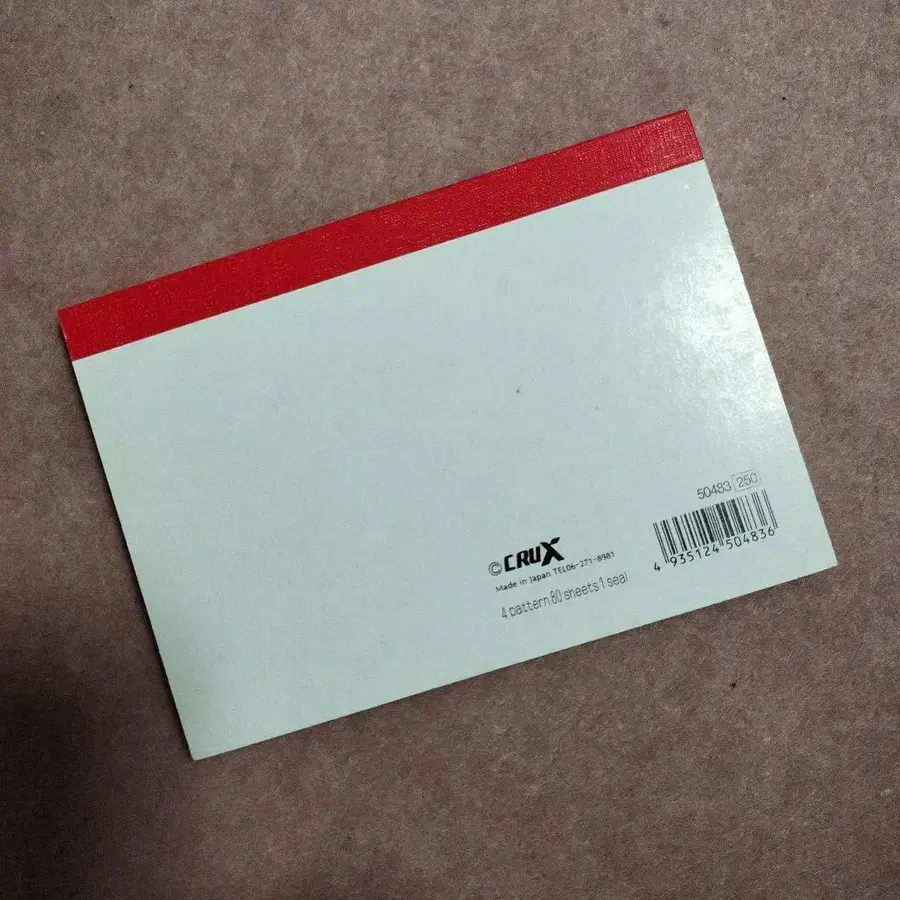 50483 250
4 935124 504836
© CRUX
Made in Japan TEL06-271-8981
4 pattern 80 sheets 1 seal